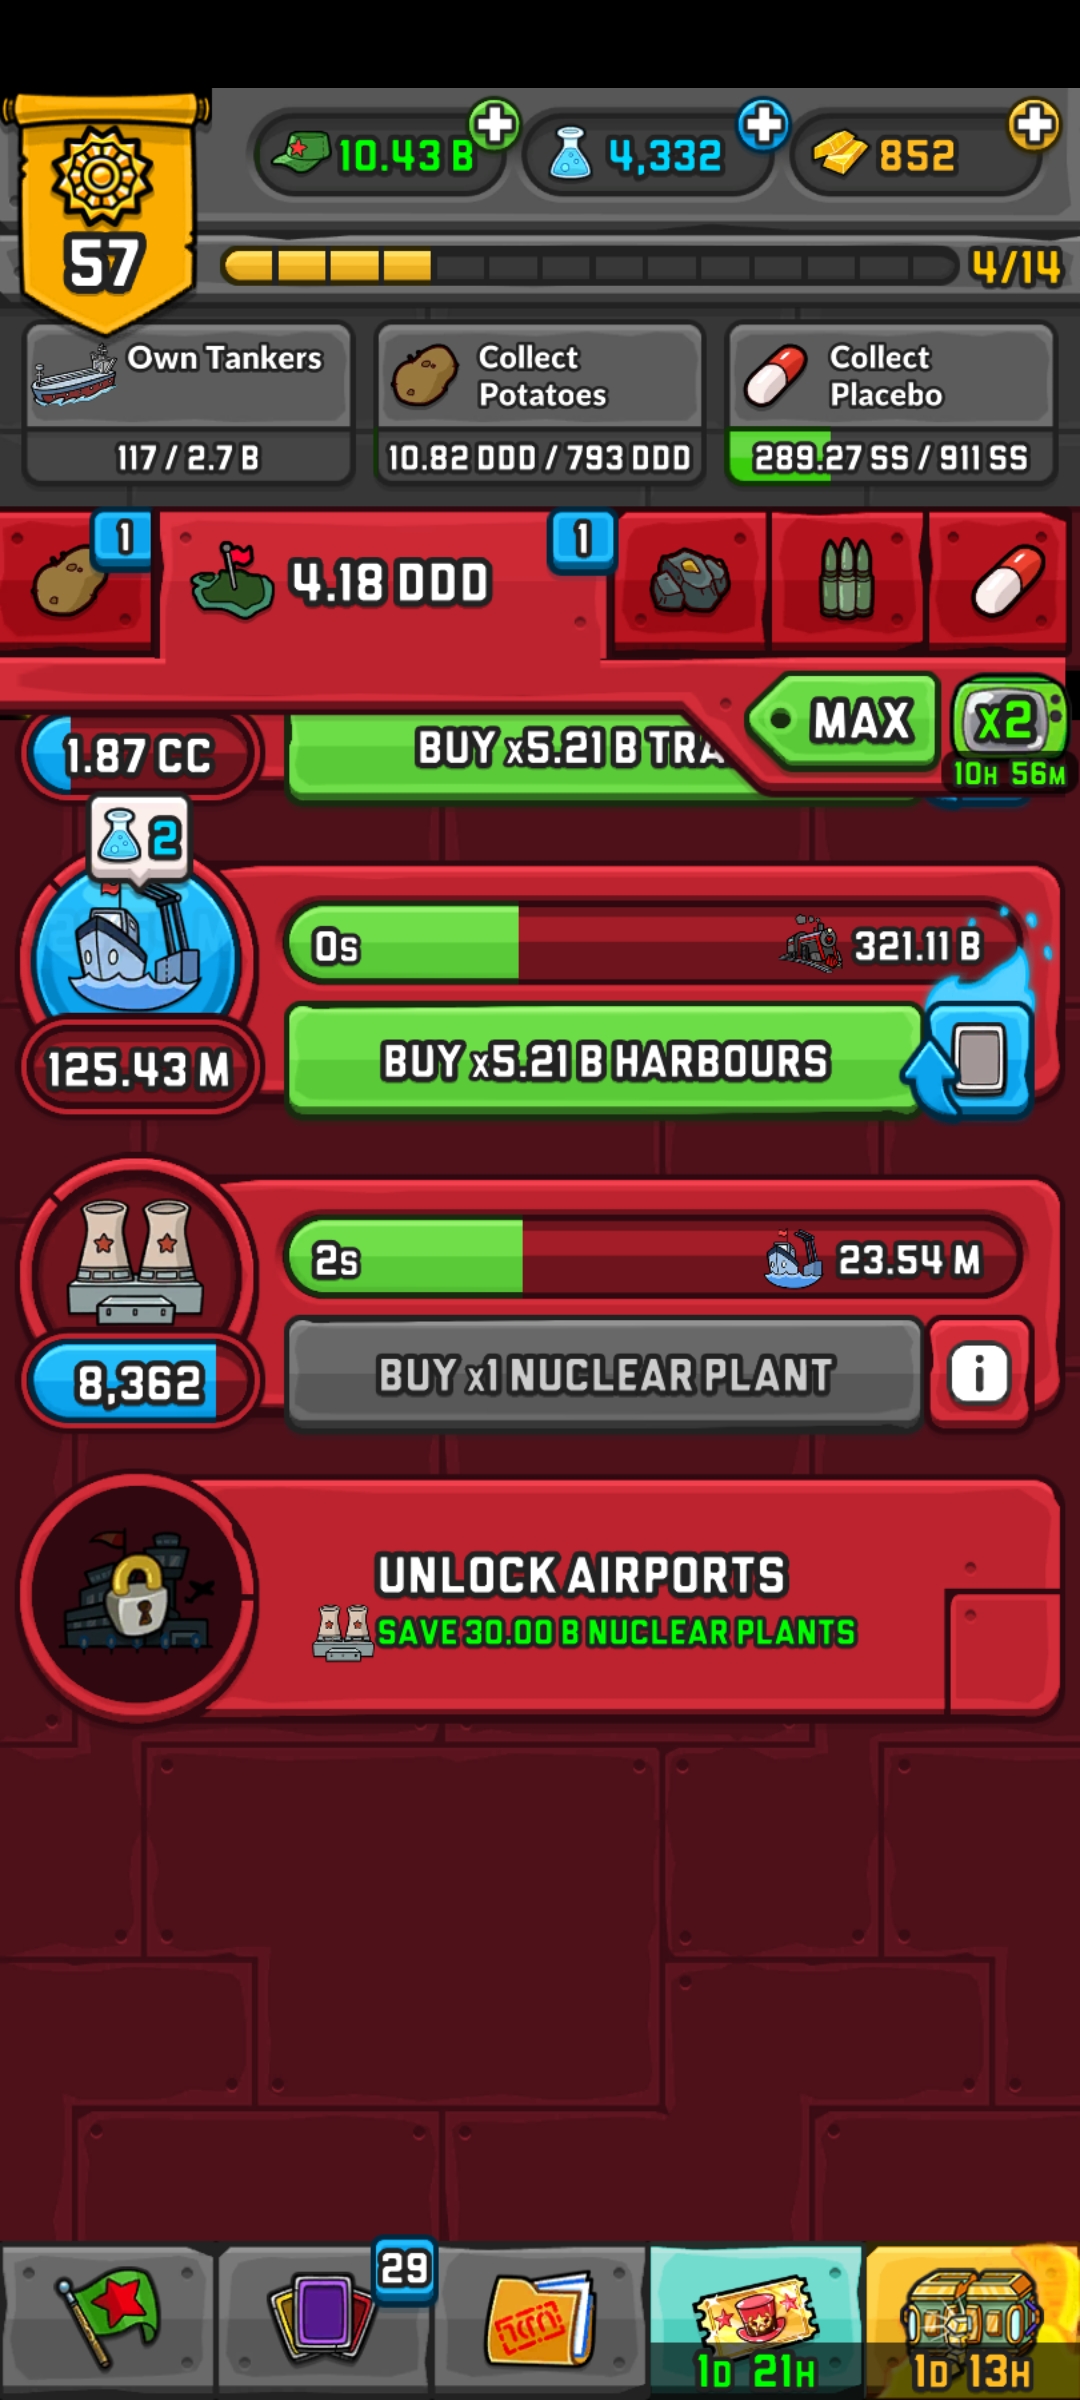 10.43 B
4,332
852
57
4/14
Own Tankers
117 / 2.7 B
Collect
Potatoes
10.82 DDD / 793 DDD
Collect
Placebo
289.27 SS / 911 SS
1
4.18 DDD
1
MAX
x2
10H 56M
1.87 CC
BUY x5.21 B TRA
2
0s
321.11 B
125.43 M
BUY x5.21 B HARBOURS
2s
23.54 M
8,362
BUY x1 NUCLEAR PLANT
i
UNLOCK AIRPORTS
SAVE 30.00 B NUCLEAR PLANTS
29
1D 21H
1D 13H